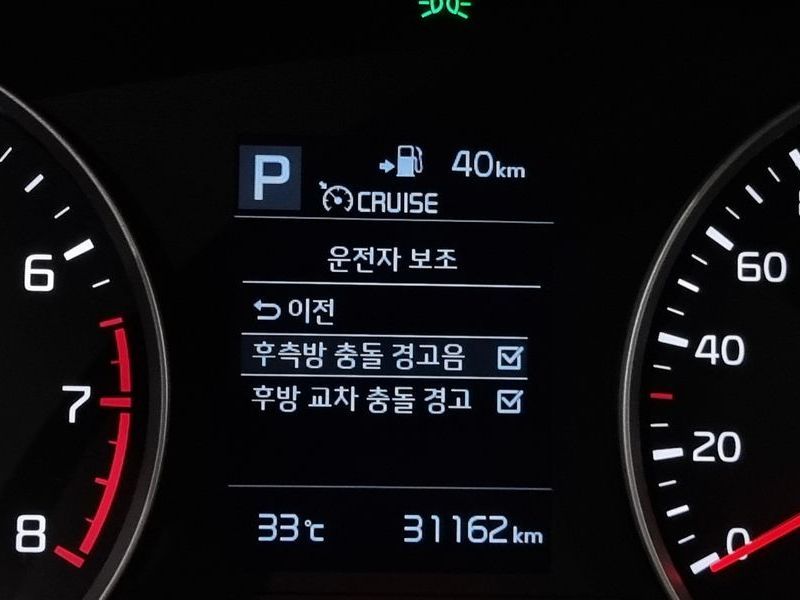 P 40km
CRUISE
운전자 보조
이전
후측방 충돌 경고음
후방 교차 충돌 경고
33℃ 31162km
6
7
8
60
40
20
0